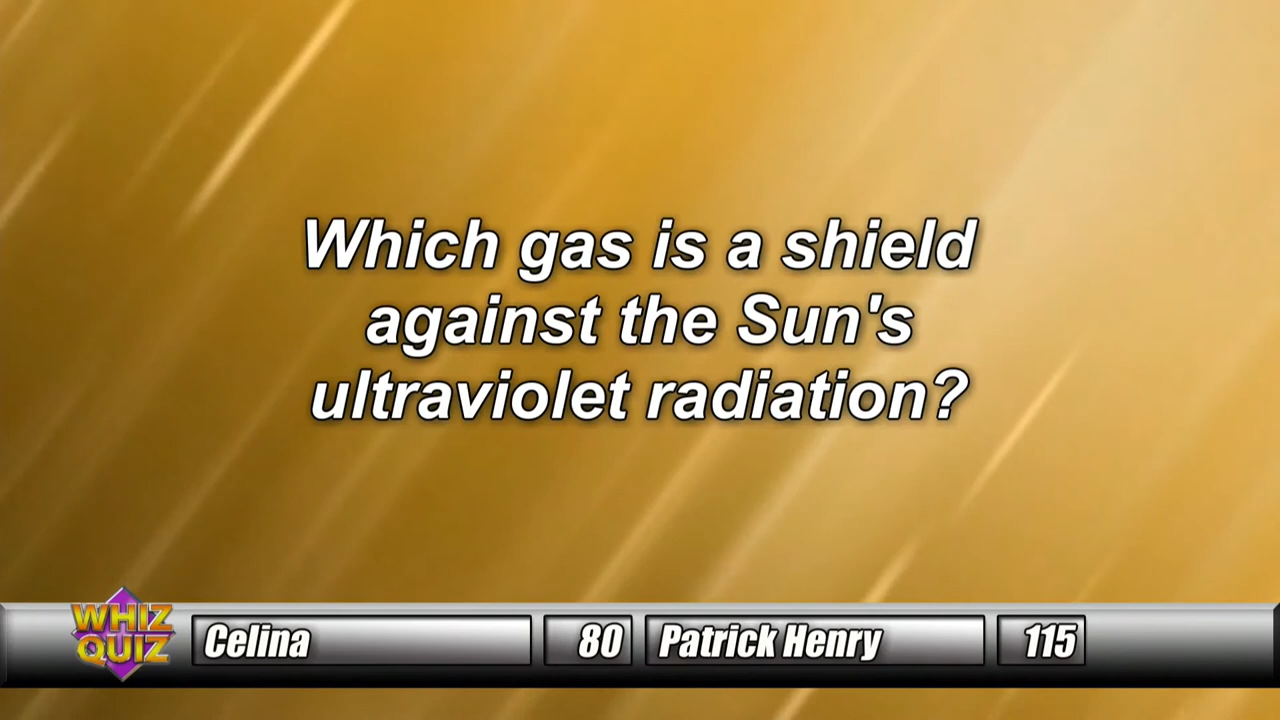 Which gas is a shield
against the Sun's
ultraviolet radiation?
WHIZ
QUIZ
Celina 80 Patrick Henry 115